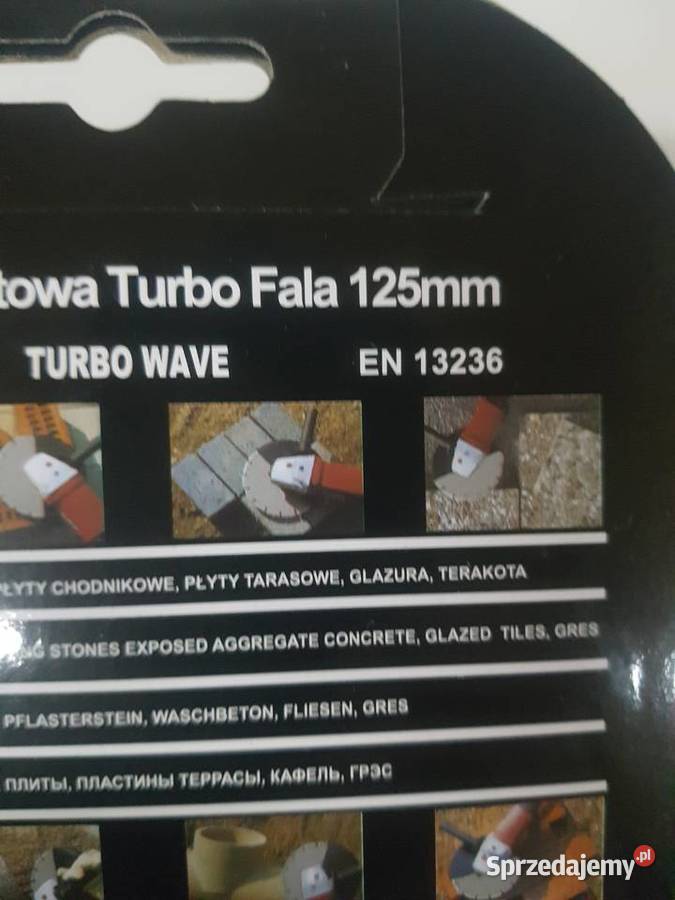 towa Turbo Fala 125mm
TURBO WAVE EN 13236
PŁYTY CHODNIKOWE, PŁYTY TARASOWE, GLAZURA, TERAKOTA
STONES EXPOSED AGGREGATE CONCRETE, GLAZED TILES, GRES
PFLASTERSTEIN, WASCHBETON, FLIESEN, GRES
ПЛИТЫ, ПЛАСТИНЫ ТЕРРАСЫ, КАФЕЛЬ, ГРЭС
Sprzedajemy.pl